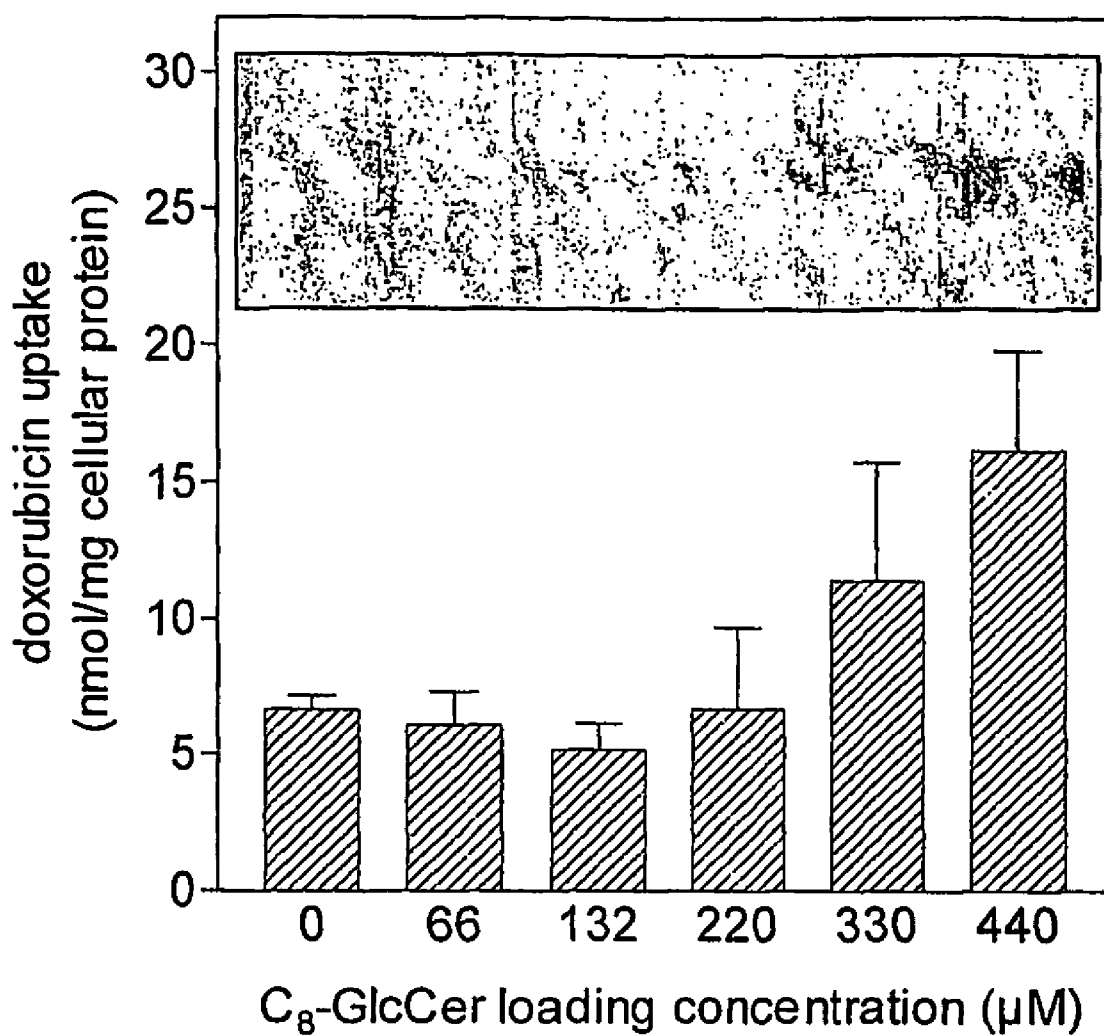 doxorubicin uptake
(nmol/mg cellular protein)
30
25
20
15
10
5
0
0 66 132 220 330 440
C₈-GlcCer loading concentration (µM)